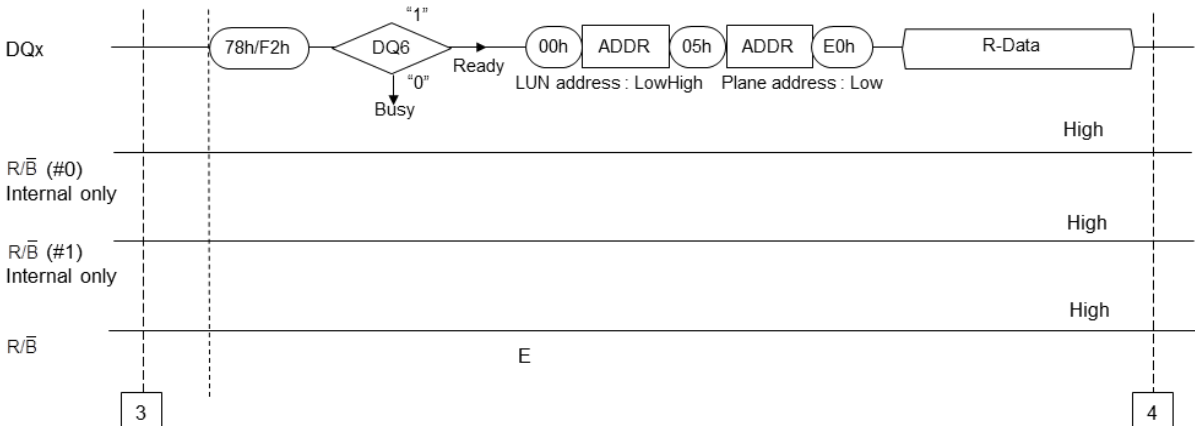 “1”
DQx
78h/F2h
DQ6
Ready
00h
ADDR
05h
ADDR
E0h
R-Data
“0”
LUN address : LowHigh
Plane address : Low
Busy
High
R/B̅ (#0)
Internal only
High
R/B̅ (#1)
Internal only
High
R/B̅
E
3
4